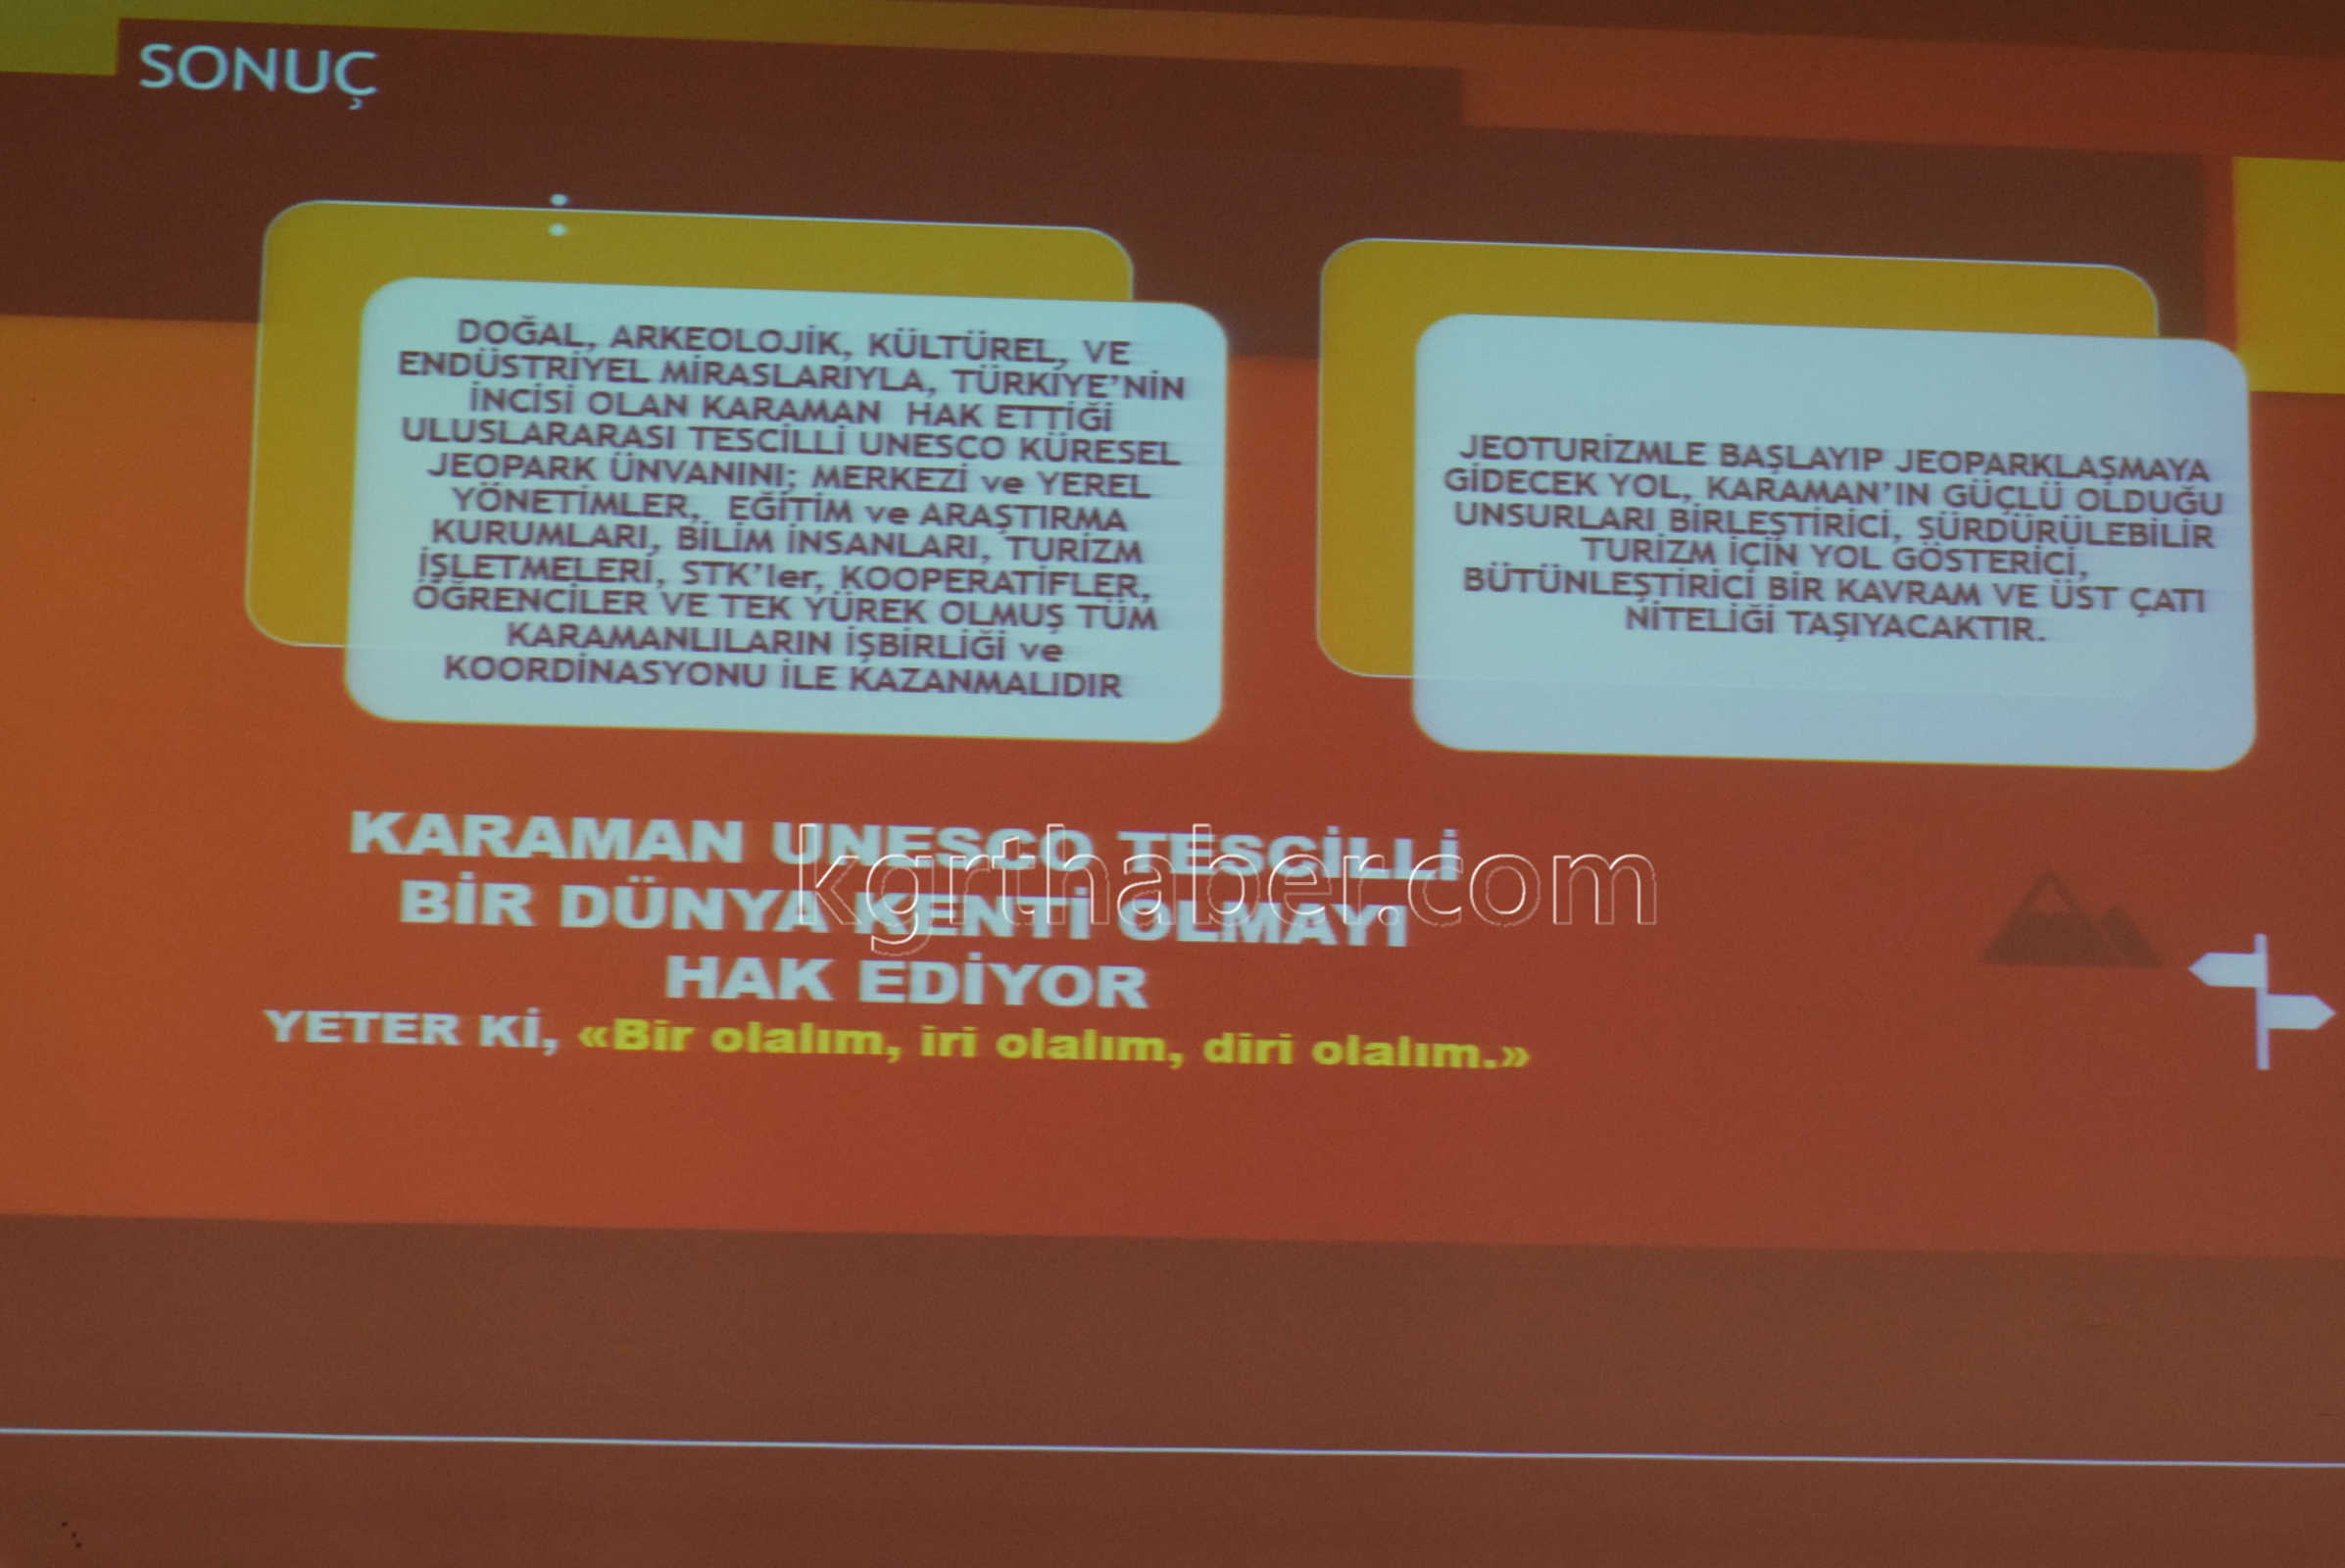 SONUÇ
DOĞAL, ARKEOLOJİK, KÜLTÜREL, VE
ENDÜSTRİYEL MİRASLARIYLA, TÜRKİYE'NİN
İNCİSİ OLAN KARAMAN HAK ETTİĞİ
ULUSLARARASI TESCİLLİ UNESCO KÜRESEL
JEOPARK ÜNVANINI; MERKEZİ ve YEREL
YÖNETİMLER, EĞİTİM ve ARAŞTIRMA
KURUMLARI, BİLİM İNSANLARI, TURİZM
İŞLETMELERİ, STK'ler, KOOPERATİFLER,
ÖĞRENCİLER VE TEK YÜREK OLMUŞ TÜM
KARAMANLILARIN İŞBİRLİĞİ ve
KOORDİNASYONU İLE KAZANMALIDIR
JEOTURİZMLE BAŞLAYIP JEOPARKLAŞMAYA
GİDECEK YOL, KARAMAN'IN GÜÇLÜ OLDUĞU
UNSURLARI BİRLEŞTİRİCİ, SÜRDÜRÜLEBİLİR
TURİZM İÇİN YOL GÖSTERİCİ,
BÜTÜNLEŞTİRİCİ BİR KAVRAM VE ÜST ÇATI
NİTELİĞİ TAŞIYACAKTIR.
KARAMAN UNESCO TESCİLLİ
BİR DÜNYA KENTİ OLMAYI
HAK EDİYOR
YETER Kİ, «Bir olalım, iri olalım, diri olalım.»
kgrthaber.com